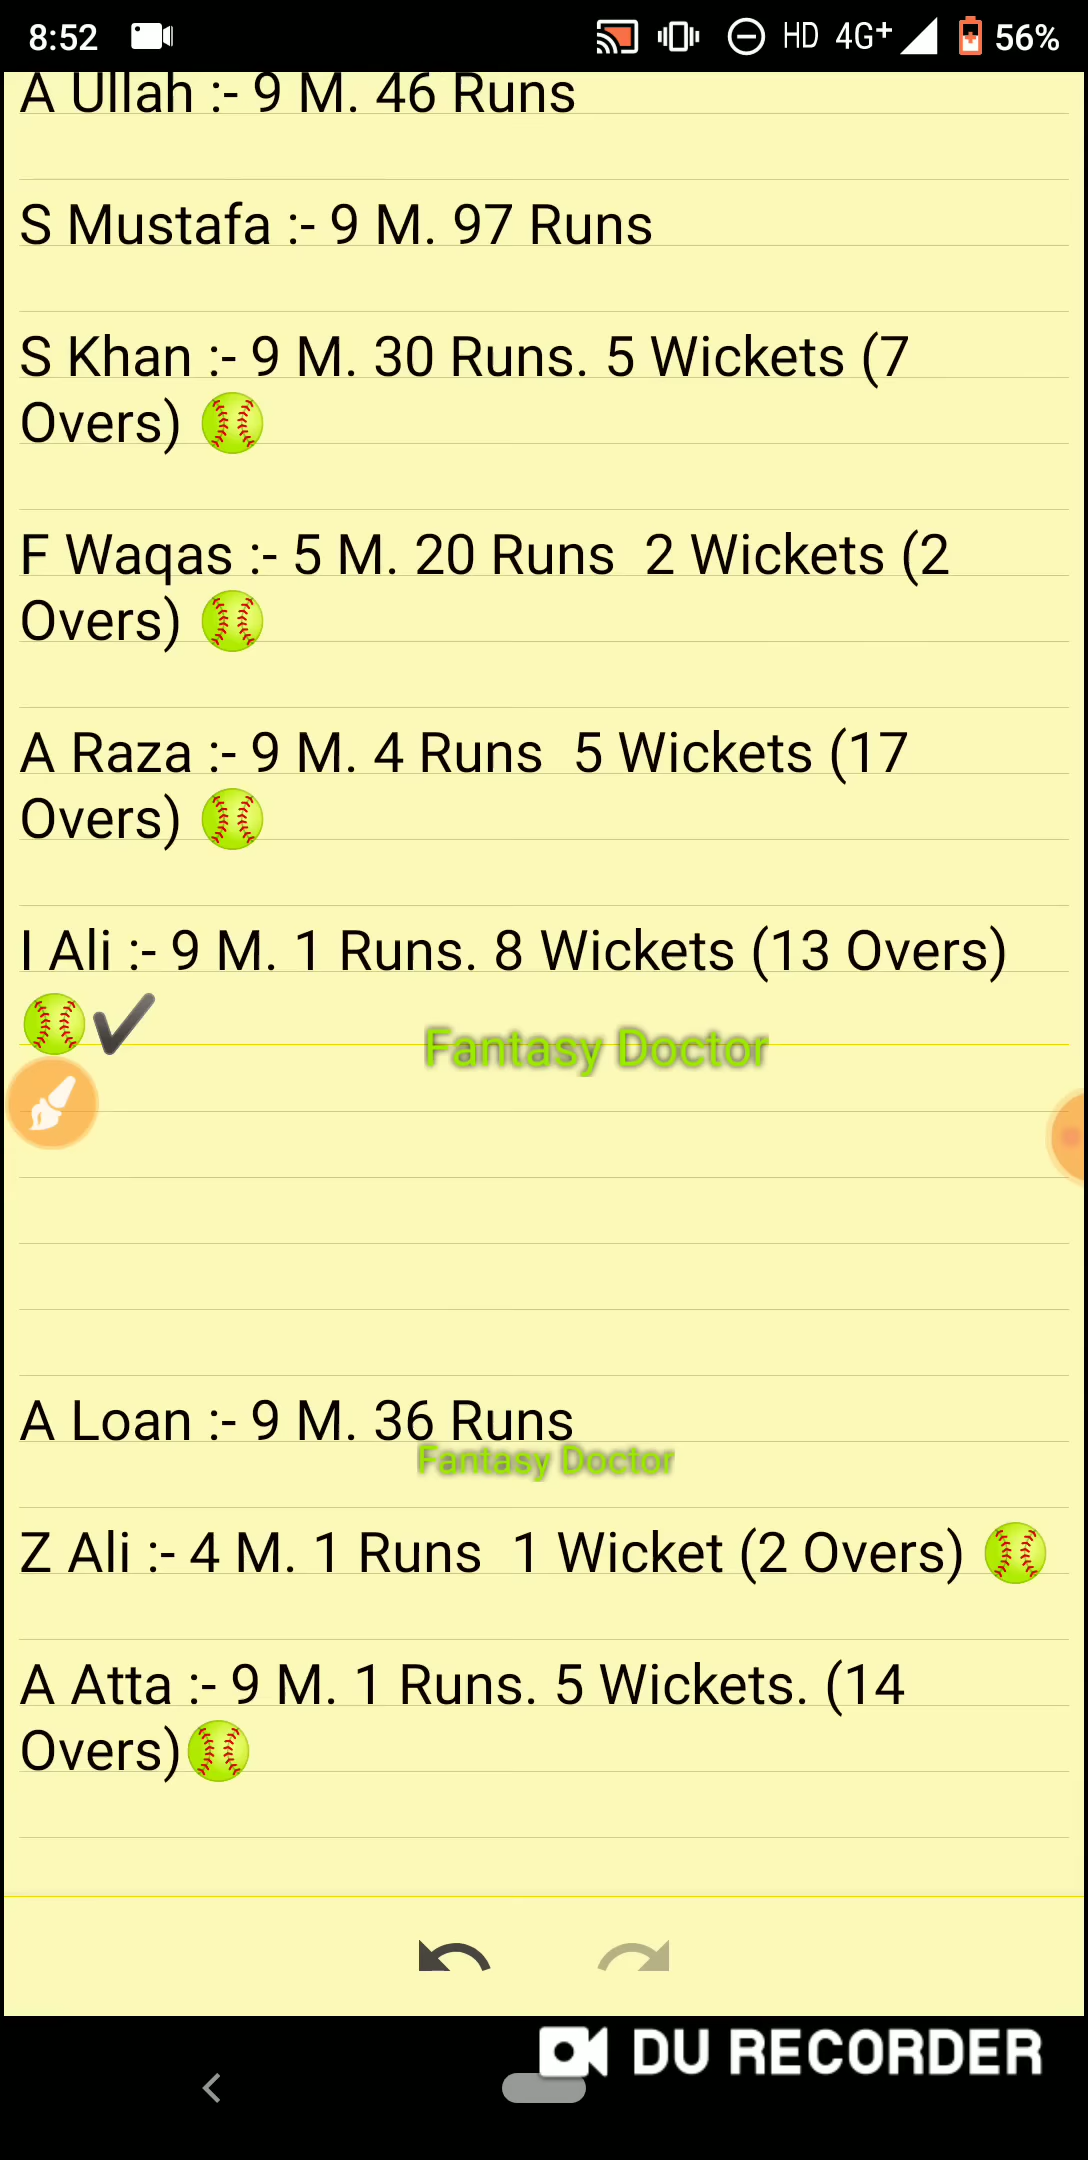 8:52 HD 4G+ 56%
A Ullah :- 9 M. 46 Runs
S Mustafa :- 9 M. 97 Runs
S Khan :- 9 M. 30 Runs. 5 Wickets (7
Overs) 🥎
F Waqas :- 5 M. 20 Runs  2 Wickets (2
Overs) 🥎
A Raza :- 9 M. 4 Runs  5 Wickets (17
Overs) 🥎
I Ali :- 9 M. 1 Runs. 8 Wickets (13 Overs)
🥎✔
Fantasy Doctor
A Loan :- 9 M. 36 Runs
Fantasy Doctor
Z Ali :- 4 M. 1 Runs  1 Wicket (2 Overs) 🥎
A Atta :- 9 M. 1 Runs. 5 Wickets. (14
Overs)🥎
DU RECORDER